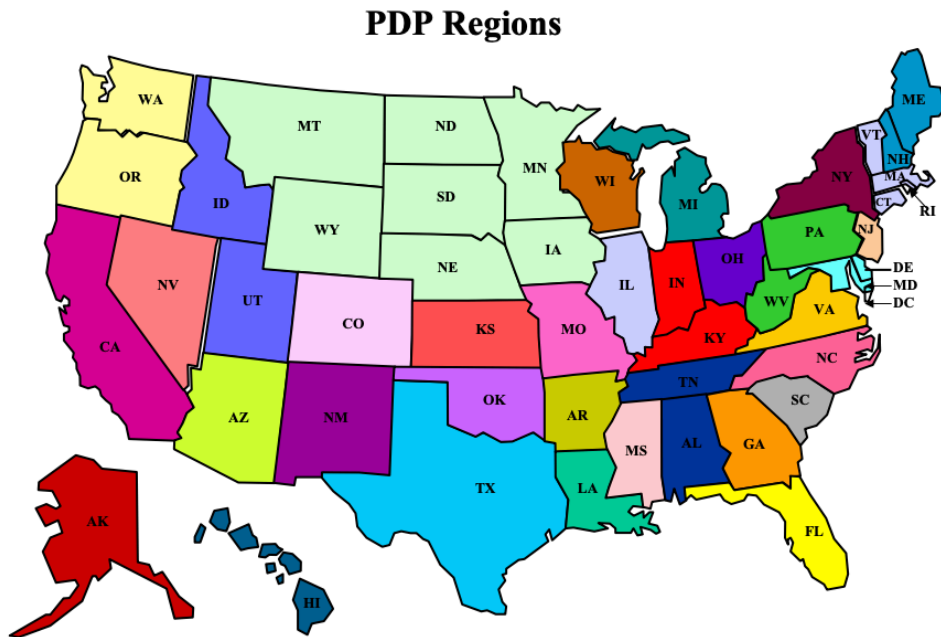 PDP Regions
WA
MT
ND
MN
OR
ID
SD
WY
WI
MI
NY
VT
ME
NH
MA
CT
RI
NV
UT
NE
IA
IL
IN
OH
PA
NJ
DE
MD
DC
CA
CO
KS
MO
KY
WV
VA
AZ
NM
OK
AR
TN
NC
SC
TX
LA
MS
AL
GA
FL
AK
HI